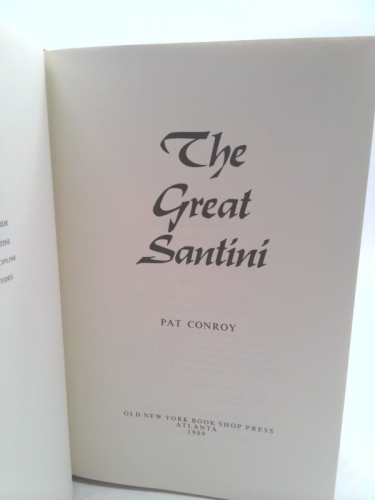 The
Great
Santini
PAT CONROY
OLD NEW YORK BOOK SHOP PRESS
ATLANTA
1989